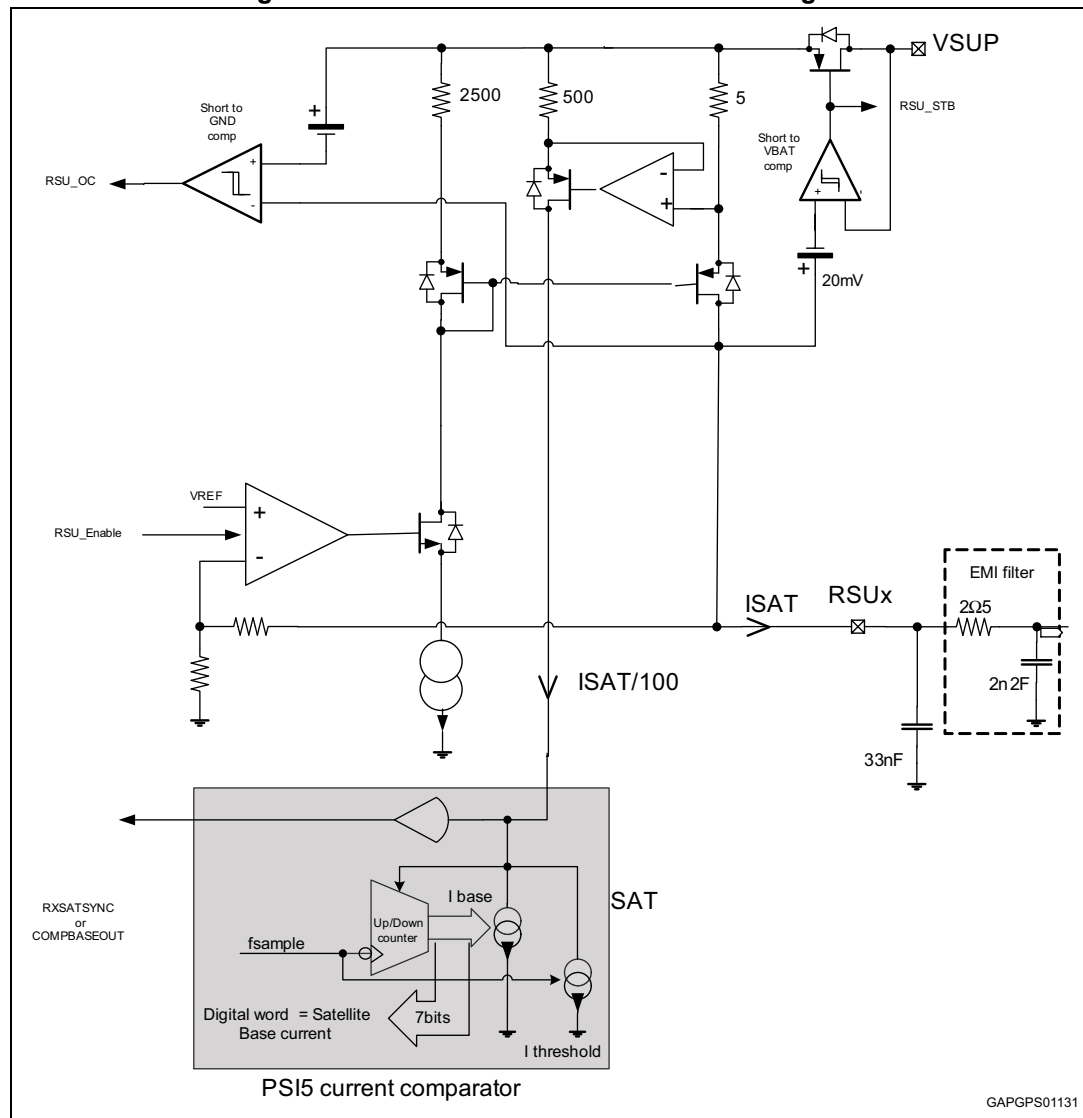 VSUP
2500
500
5
Short to
GND
comp
+
RSU_STB
Short to
VBAT
comp
+
-
RSU_OC
-
+
+
-
+
20mV
VREF
+
RSU_Enable
-
EMI filter
ISAT
RSUx
2Ω5
ISAT/100
2n2F
33nF
I base
SAT
RXSATSYNC
or
COMPBASEOUT
Up/Down
counter
fsample
Digital word = Satellite
Base current
7bits
I threshold
PSI5 current comparator
GAPGPS01131